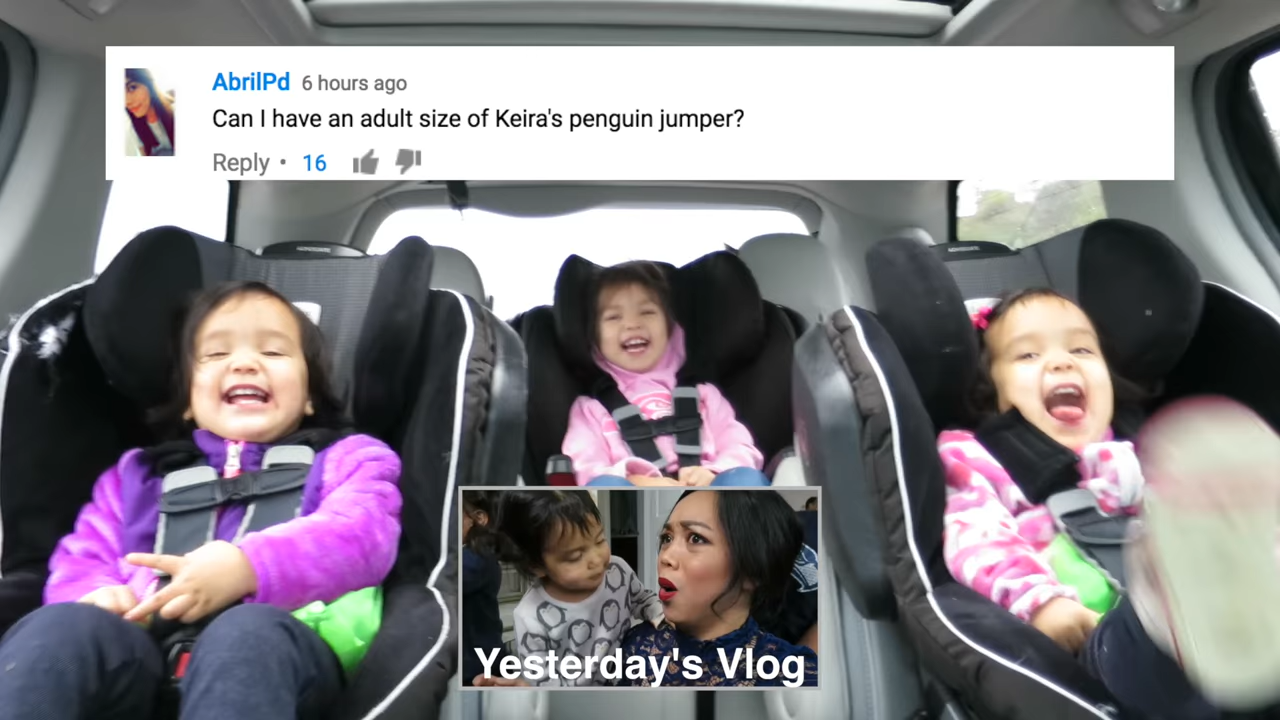 AbrilPd 6 hours ago
Can I have an adult size of Keira's penguin jumper?
Reply • 16
Yesterday's Vlog